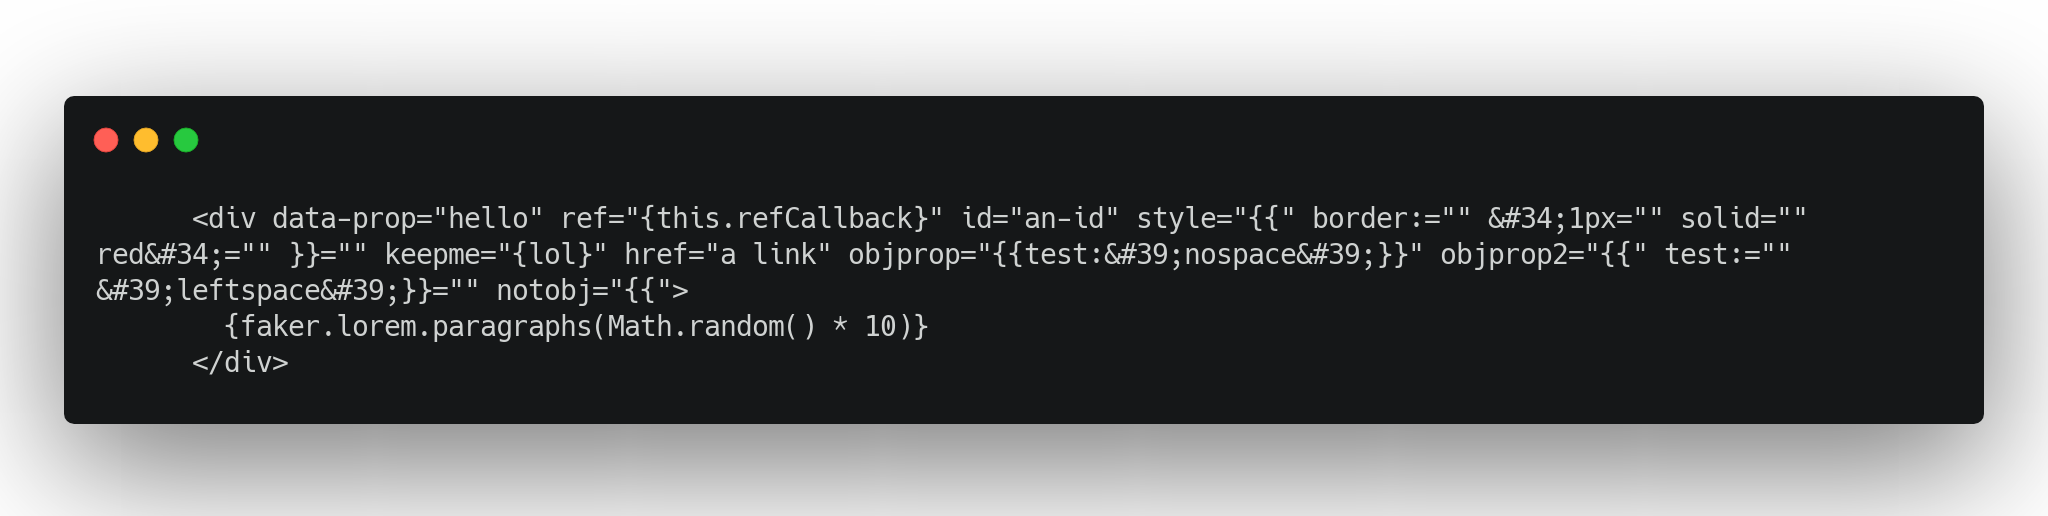 <div data-prop="hello" ref="{this.refCallback}" id="an-id" style="{{" border:="" &#34;1px="" solid=""
red&#34;="" }}="" keepme="{lol}" href="a link" objprop="{{test:&#39;nospace&#39;}}" objprop2="{{" test:=""
&#39;leftspace&#39;}}="" notobj="{{">
{faker.lorem.paragraphs(Math.random() * 10)}
</div>